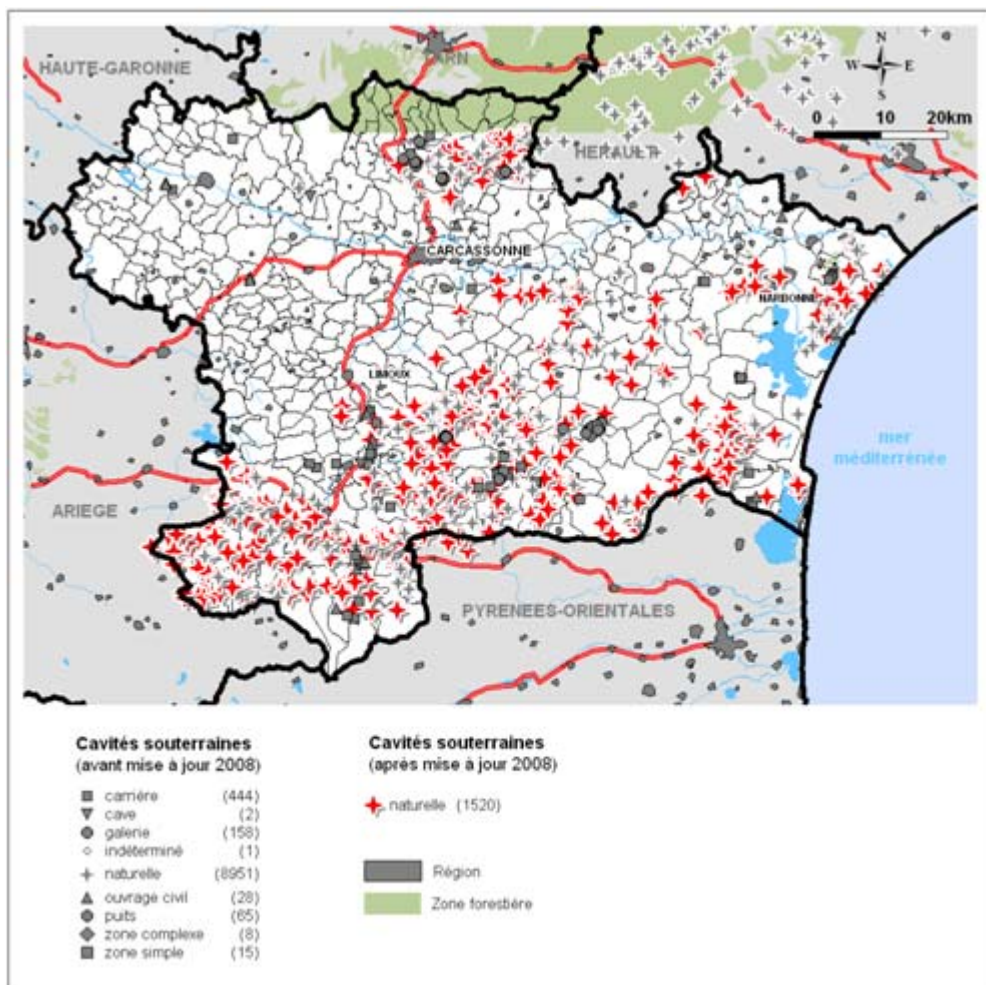 TARN
N
HAUTE-GARONNE
W E
S
0 10 20km
HERAULT
CARCASSONNE
NARBONNE
LIMOUX
mer
méditerrénée
ARIEGE
PYRENEES-ORIENTALES
Cavités souterraines
(avant mise à jour 2008)
carrière (444)
cave (2)
galerie (158)
indéterminé (1)
naturelle (8951)
ouvrage civil (28)
puits (65)
zone complexe (8)
zone simple (15)
Cavités souterraines
(après mise à jour 2008)
naturelle (1520)
Région
Zone forestière